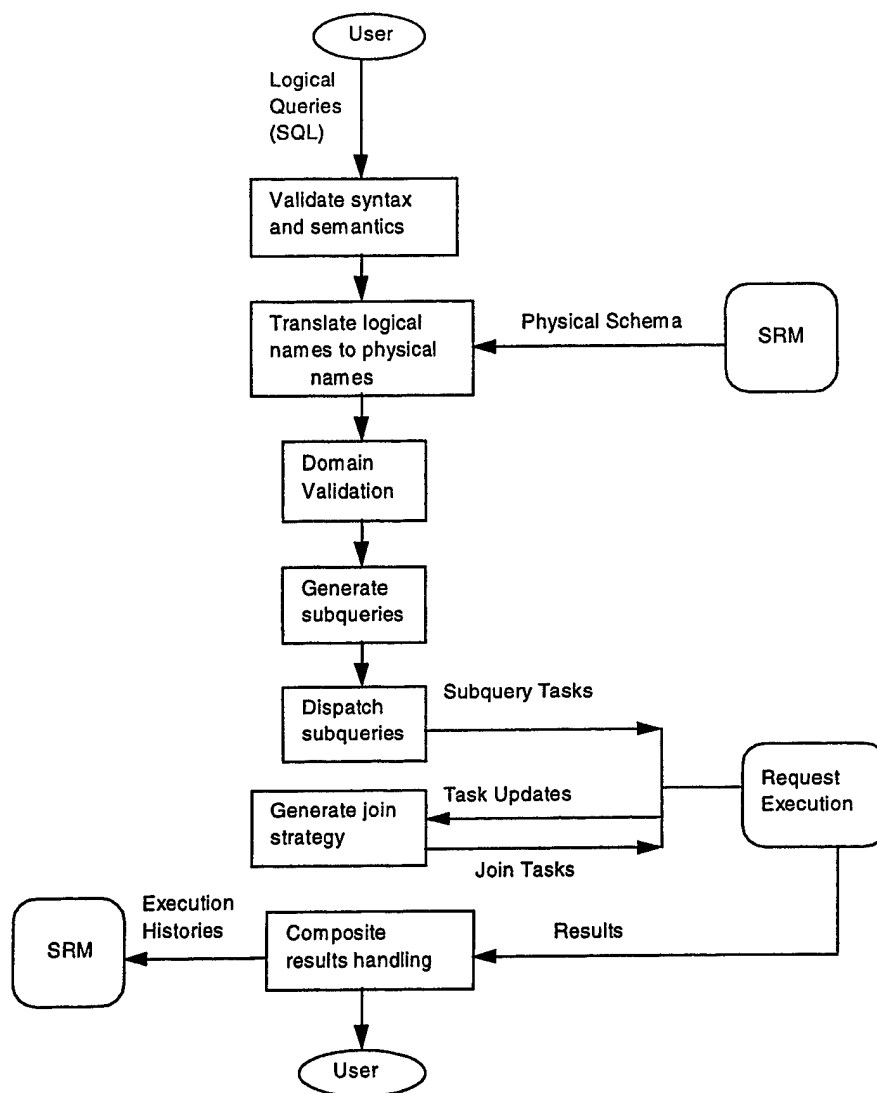 User
Logical
Queries
(SQL)
Validate syntax
and semantics
Translate logical
names to physical
names
Physical Schema
SRM
Domain
Validation
Generate
subqueries
Dispatch
subqueries
Subquery Tasks
Request
Execution
Task Updates
Generate join
strategy
Join Tasks
Execution
Histories
SRM
Composite
results handling
Results
User